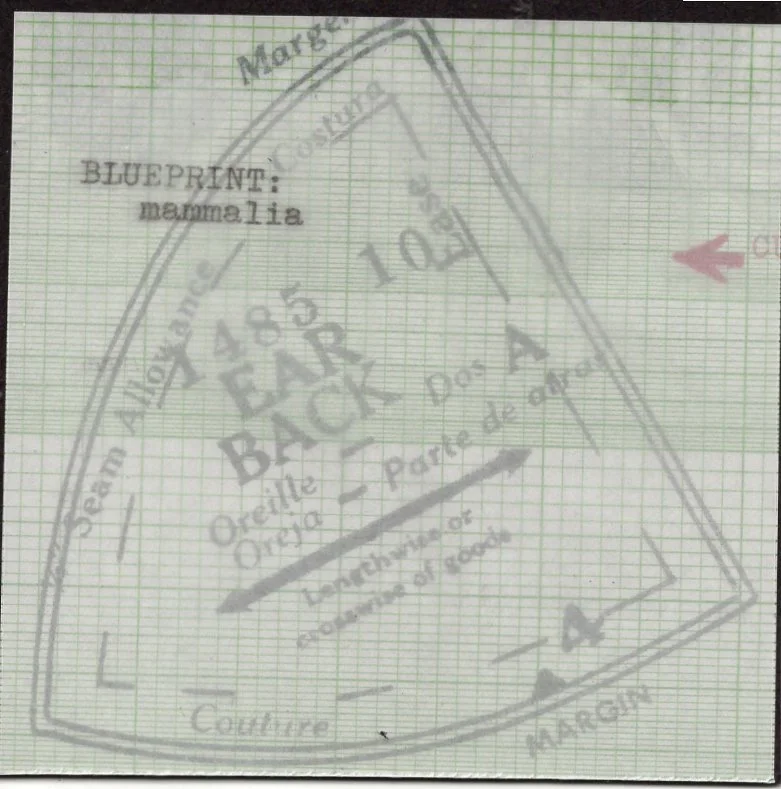 Marge
Costura
BLUEPRINT:
mammalia
Ease
Seam Allowance
1485 10
EAR
BACK
A
Oreille — Dos
Oreja — Parte de atras
Lengthwise or
crosswise of goods
4
Couture
MARGIN